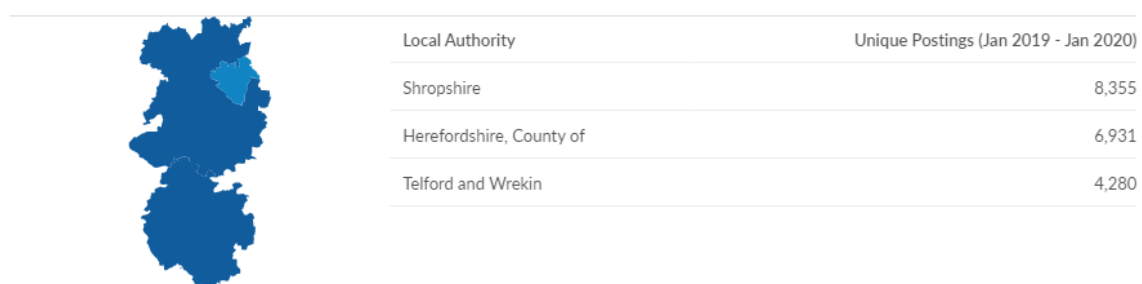 Local Authority Unique Postings (Jan 2019 - Jan 2020)
Shropshire 8,355
Herefordshire, County of 6,931
Telford and Wrekin 4,280